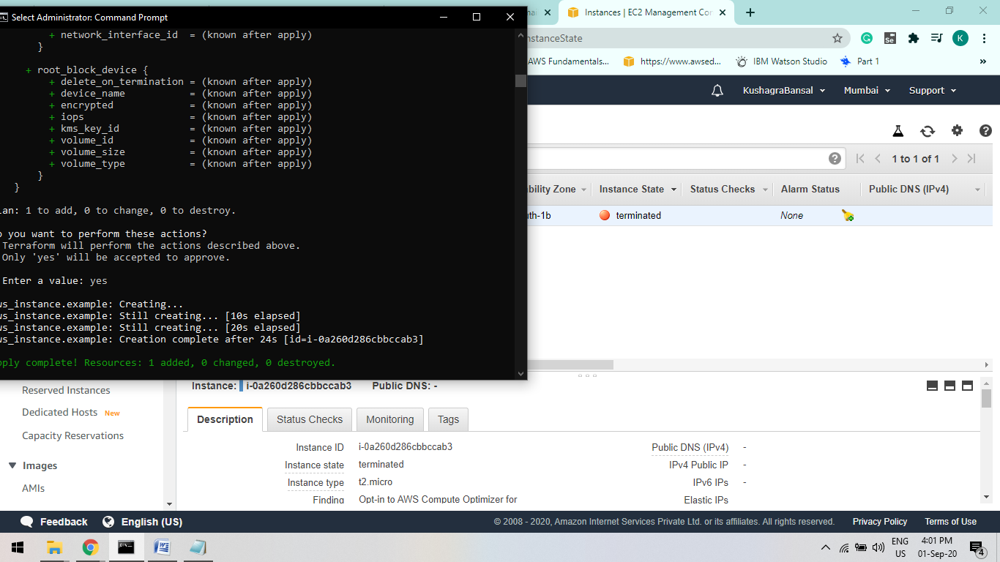 Select Administrator: Command Prompt
+ network_interface_id = (known after apply)
}
+ root_block_device {
+ delete_on_termination = (known after apply)
+ device_name = (known after apply)
+ encrypted = (known after apply)
+ iops = (known after apply)
+ kms_key_id = (known after apply)
+ volume_id = (known after apply)
+ volume_size = (known after apply)
+ volume_type = (known after apply)
}
}
lan: 1 to add, 0 to change, 0 to destroy.
o you want to perform these actions?
Terraform will perform the actions described above.
Only 'yes' will be accepted to approve.
Enter a value: yes
ws_instance.example: Creating...
ws_instance.example: Still creating... [10s elapsed]
ws_instance.example: Still creating... [20s elapsed]
ws_instance.example: Creation complete after 24s [id=i-0a260d286cbbccab3]
pply complete! Resources: 1 added, 0 changed, 0 destroyed.
Instances | EC2 Management Cor
nstanceState
Se
K
AWS Fundamentals...
https://www.awsed...
IBM Watson Studio
Part 1
»
KushagraBansal
Mumbai
Support
1 to 1 of 1
bility Zone
Instance State
Status Checks
Alarm Status
Public DNS (IPv4)
uth-1b
terminated
None
Reserved Instances
Dedicated Hosts New
Capacity Reservations
Images
AMIs
Instance: i-0a260d286cbbccab3 Public DNS: -
Description
Status Checks
Monitoring
Tags
Instance ID i-0a260d286cbbccab3
Instance state terminated
Instance type t2.micro
Finding Opt-in to AWS Compute Optimizer for
Public DNS (IPv4) -
IPv4 Public IP -
IPv6 IPs -
Elastic IPs
Feedback
English (US)
© 2008 - 2020, Amazon Internet Services Private Ltd. or its affiliates. All rights reserved.
Privacy Policy
Terms of Use
ENG
US
4:01 PM
01-Sep-20
4